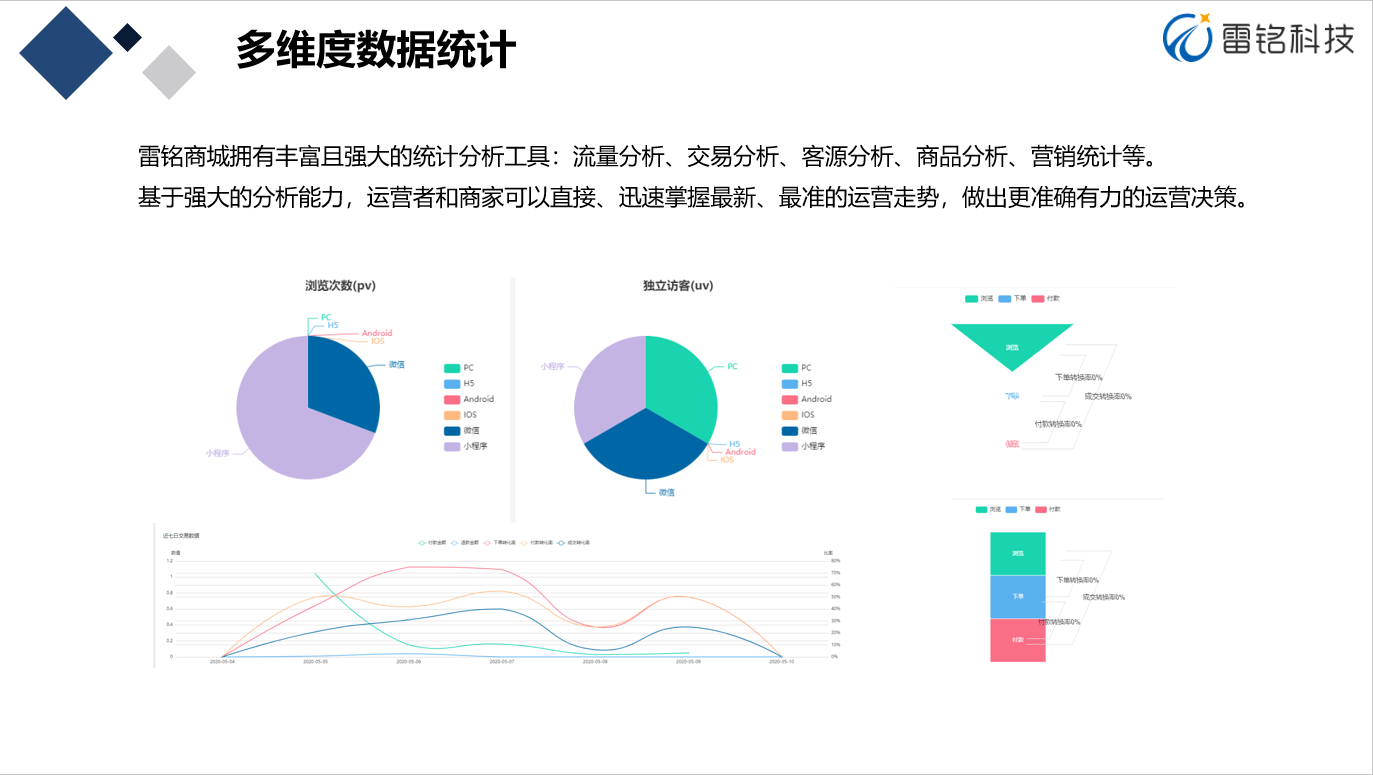 多维度数据统计
雷铭科技
雷铭商城拥有丰富且强大的统计分析工具：流量分析、交易分析、客源分析、商品分析、营销统计等。
基于强大的分析能力，运营者和商家可以直接、迅速掌握最新、最准的运营走势，做出更准确有力的运营决策。
浏览次数(pv)
PC
H5
Android
IOS
微信
小程序
PC
H5
Android
IOS
微信
小程序
独立访客(uv)
小程序
PC
H5
Android
IOS
微信
PC
H5
Android
IOS
微信
小程序
浏览 下单 付款
浏览
下单转换率0%
成交转换率0%
付款转换率0%
浏览 下单 付款
浏览
下单
付款
下单转换率0%
成交转换率0%
付款转换率0%
近七日交易数据
付款金额 退款金额 下单转化率 付款转化率 成交转化率
数值
比率
1.2
1
0.8
0.6
0.4
0.2
0
80%
70%
60%
50%
40%
30%
20%
10%
0%
2020-05-04 2020-05-05 2020-05-06 2020-05-07 2020-05-08 2020-05-09 2020-05-10